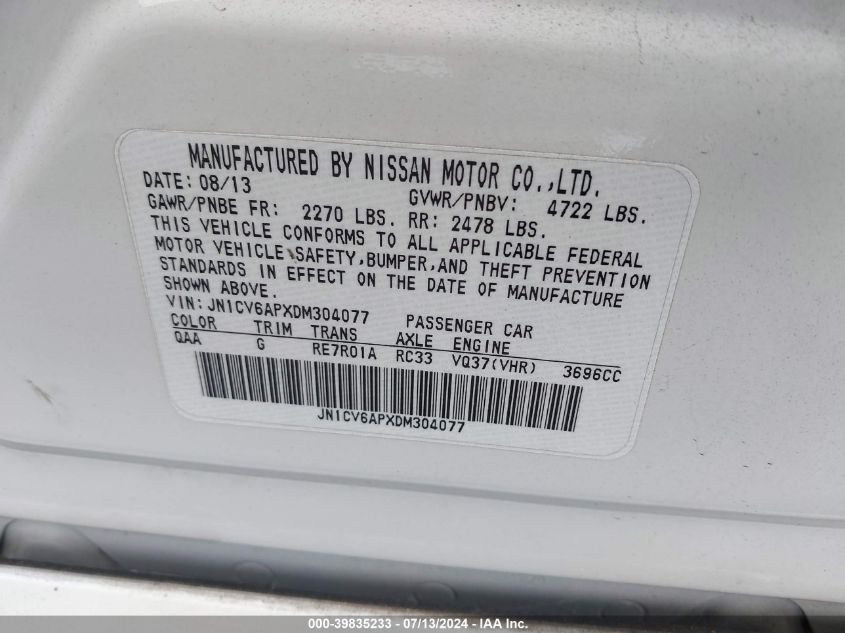 MANUFACTURED BY NISSAN MOTOR CO.,LTD.
DATE: 08/13 GVWR/PNBV: 4722 LBS.
GAWR/PNBE FR: 2270 LBS. RR: 2478 LBS.
THIS VEHICLE CONFORMS TO ALL APPLICABLE FEDERAL
MOTOR VEHICLE SAFETY, BUMPER, AND THEFT PREVENTION
STANDARDS IN EFFECT ON THE DATE OF MANUFACTURE
SHOWN ABOVE.
VIN: JN1CV6APXDM304077 PASSENGER CAR
COLOR TRIM TRANS AXLE ENGINE
QAA G RE7R01A RC33 VQ37(VHR) 3696CC
JN1CV6APXDM304077
000-39835233 - 07/13/2024 - IAA Inc.